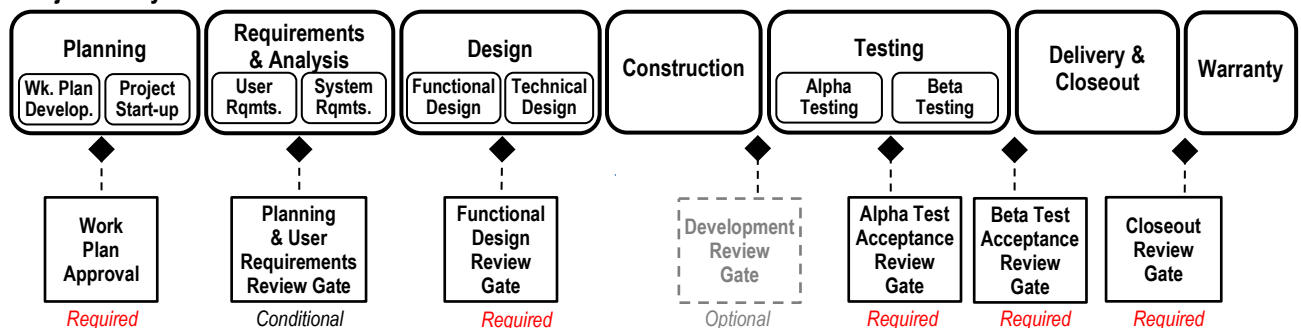 Planning
Wk. Plan
Develop.
Project
Start-up
Requirements
& Analysis
User
Rqmts.
System
Rqmts.
Design
Functional
Design
Technical
Design
Construction
Testing
Alpha
Testing
Beta
Testing
Delivery &
Closeout
Warranty
Work
Plan
Approval
Required
Planning
& User
Requirements
Review Gate
Conditional
Functional
Design
Review
Gate
Required
Development
Review
Gate
Optional
Alpha Test
Acceptance
Review
Gate
Required
Beta Test
Acceptance
Review
Gate
Required
Closeout
Review
Gate
Required